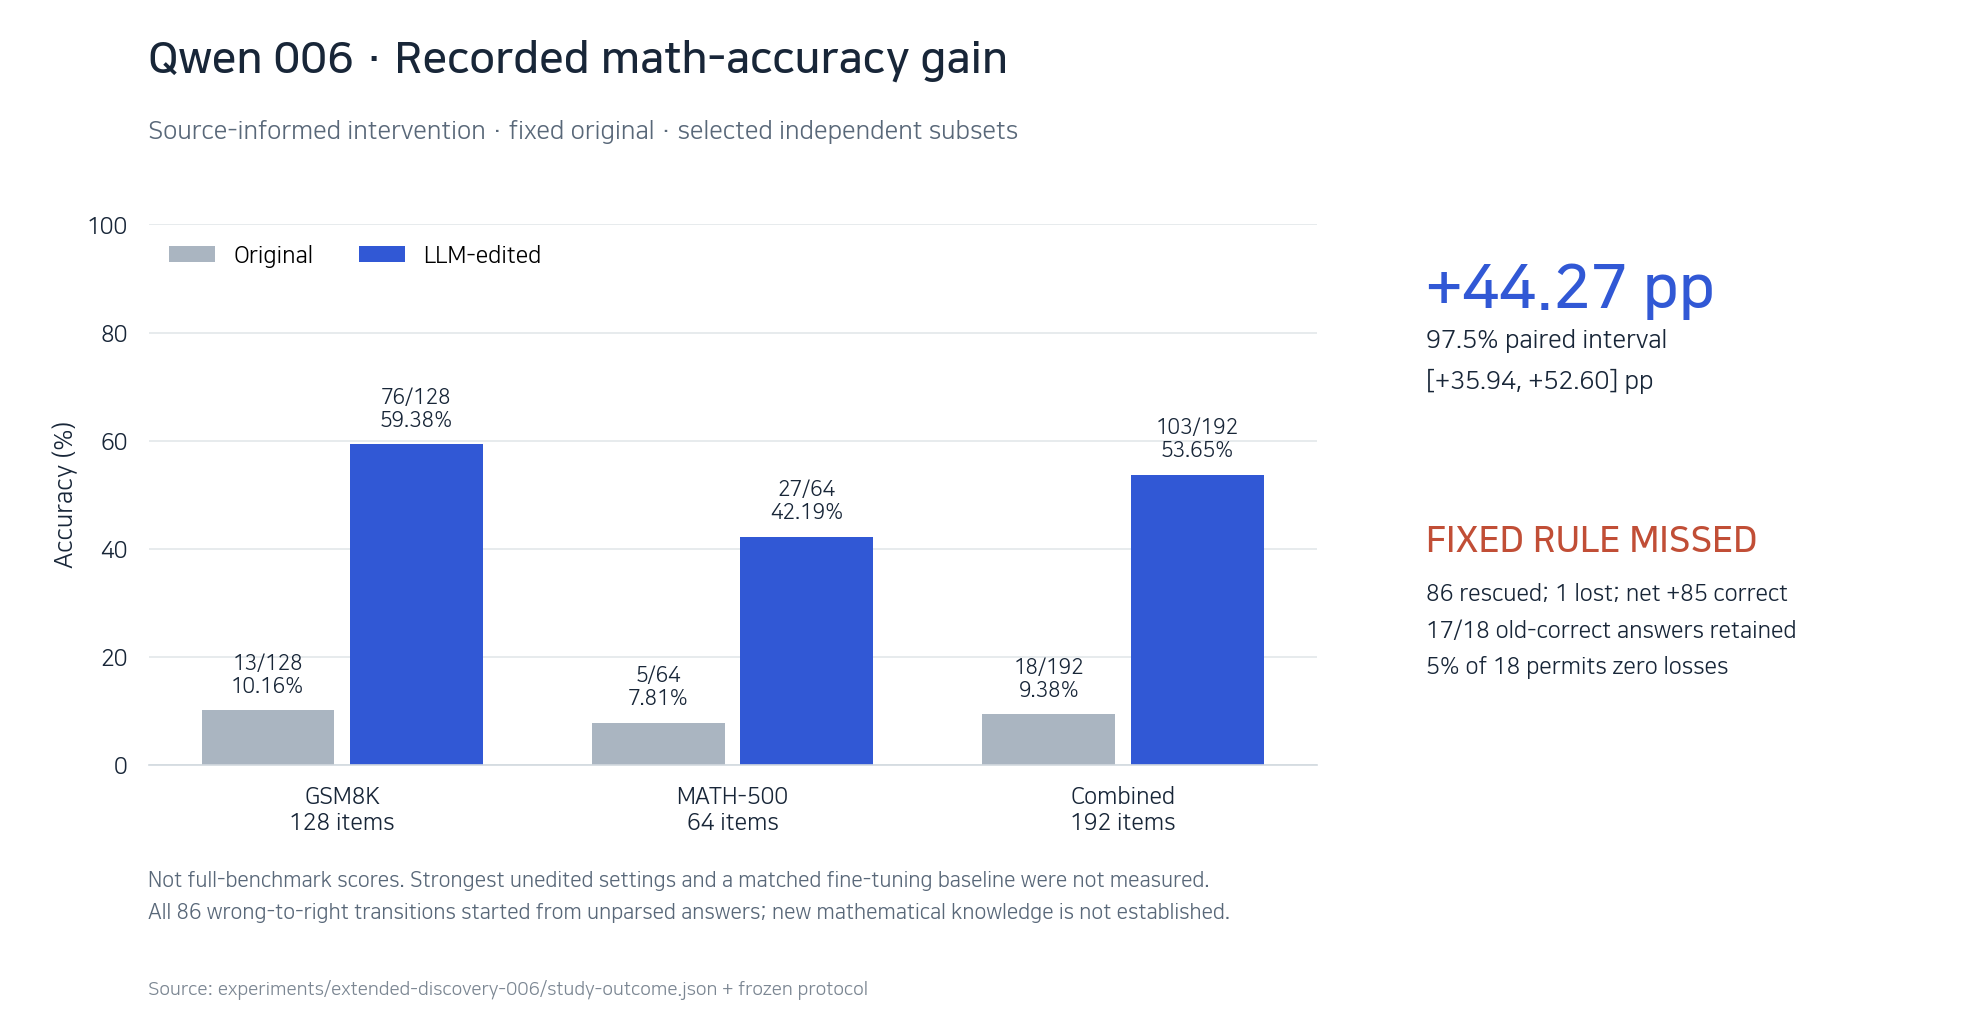 Qwen 006 · Recorded math-accuracy gain
Source-informed intervention · fixed original · selected independent subsets
100
80
60
40
20
0
Accuracy (%)
Original
LLM-edited
13/128
10.16%
76/128
59.38%
5/64
7.81%
27/64
42.19%
18/192
9.38%
103/192
53.65%
GSM8K
128 items
MATH-500
64 items
Combined
192 items
+44.27 pp
97.5% paired interval
[+35.94, +52.60] pp
FIXED RULE MISSED
86 rescued; 1 lost; net +85 correct
17/18 old-correct answers retained
5% of 18 permits zero losses
Not full-benchmark scores. Strongest unedited settings and a matched fine-tuning baseline were not measured.
All 86 wrong-to-right transitions started from unparsed answers; new mathematical knowledge is not established.
Source: experiments/extended-discovery-006/study-outcome.json + frozen protocol